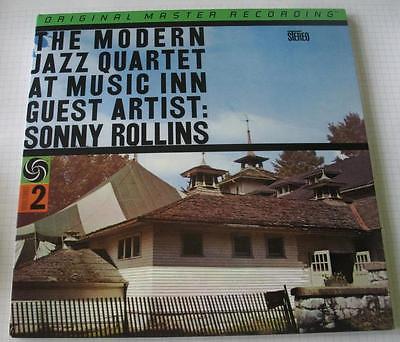 ORIGINAL MASTER RECORDING
STEREO
THE MODERN
JAZZ QUARTET
AT MUSIC INN
GUEST ARTIST:
SONNY ROLLINS
2